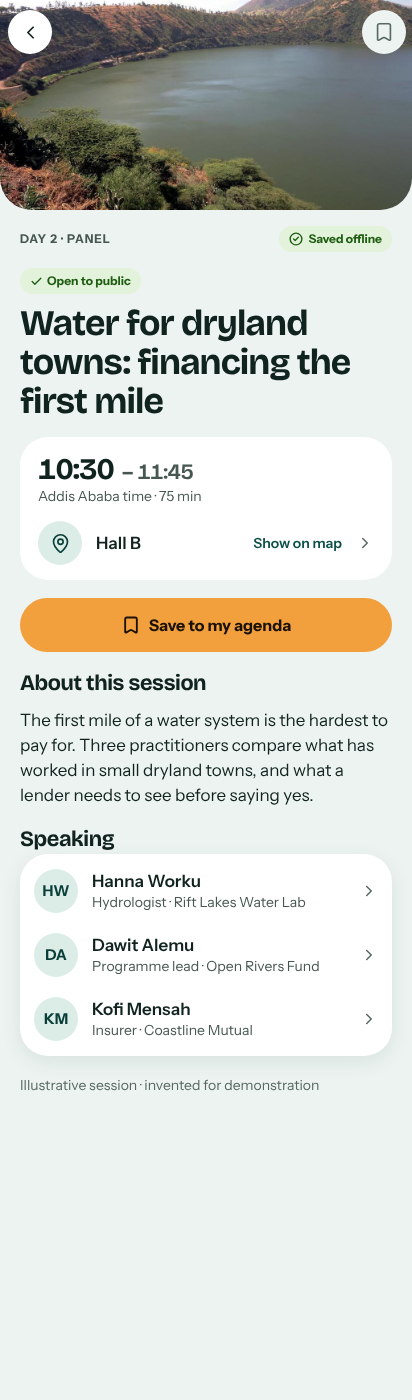 DAY 2 · PANEL
Saved offline
Open to public
Water for dryland
towns: financing the
first mile
10:30 – 11:45
Addis Ababa time · 75 min
Hall B
Show on map
Save to my agenda
About this session
The first mile of a water system is the hardest to
pay for. Three practitioners compare what has
worked in small dryland towns, and what a
lender needs to see before saying yes.
Speaking
HW
Hanna Worku
Hydrologist · Rift Lakes Water Lab
DA
Dawit Alemu
Programme lead · Open Rivers Fund
KM
Kofi Mensah
Insurer · Coastline Mutual
Illustrative session · invented for demonstration